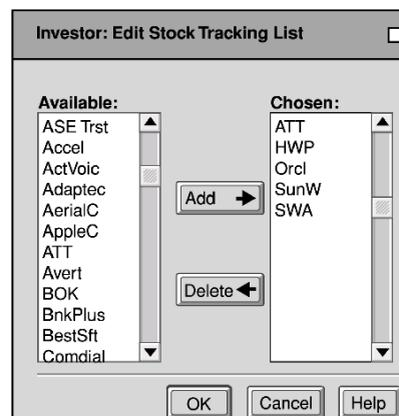 Investor: Edit Stock Tracking List
Available:
ASE Trst
Accel
ActVoic
Adaptec
AerialC
AppleC
ATT
Avert
BOK
BnkPlus
BestSft
Comdial
Add
Delete
Chosen:
ATT
HWP
Orcl
SunW
SWA
OK
Cancel
Help